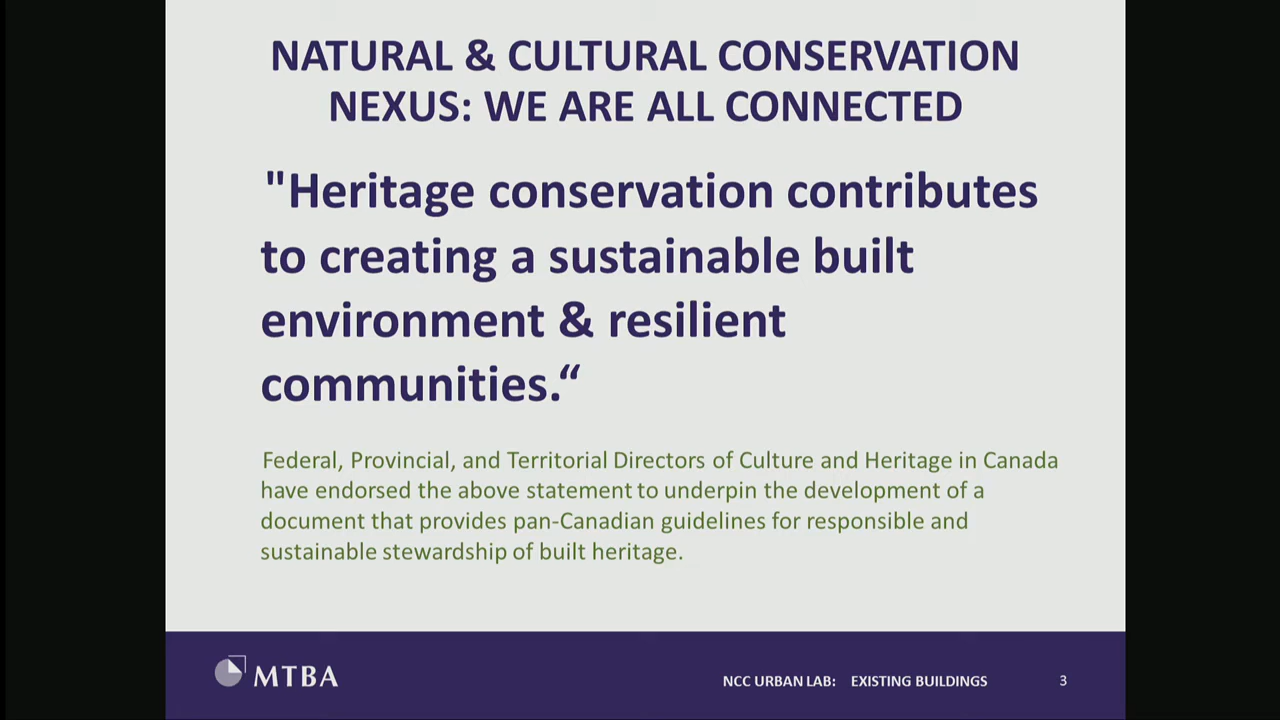 NATURAL & CULTURAL CONSERVATION
NEXUS: WE ARE ALL CONNECTED
"Heritage conservation contributes
to creating a sustainable built
environment & resilient
communities.“
Federal, Provincial, and Territorial Directors of Culture and Heritage in Canada
have endorsed the above statement to underpin the development of a
document that provides pan-Canadian guidelines for responsible and
sustainable stewardship of built heritage.
MTBA
NCC URBAN LAB: EXISTING BUILDINGS 3